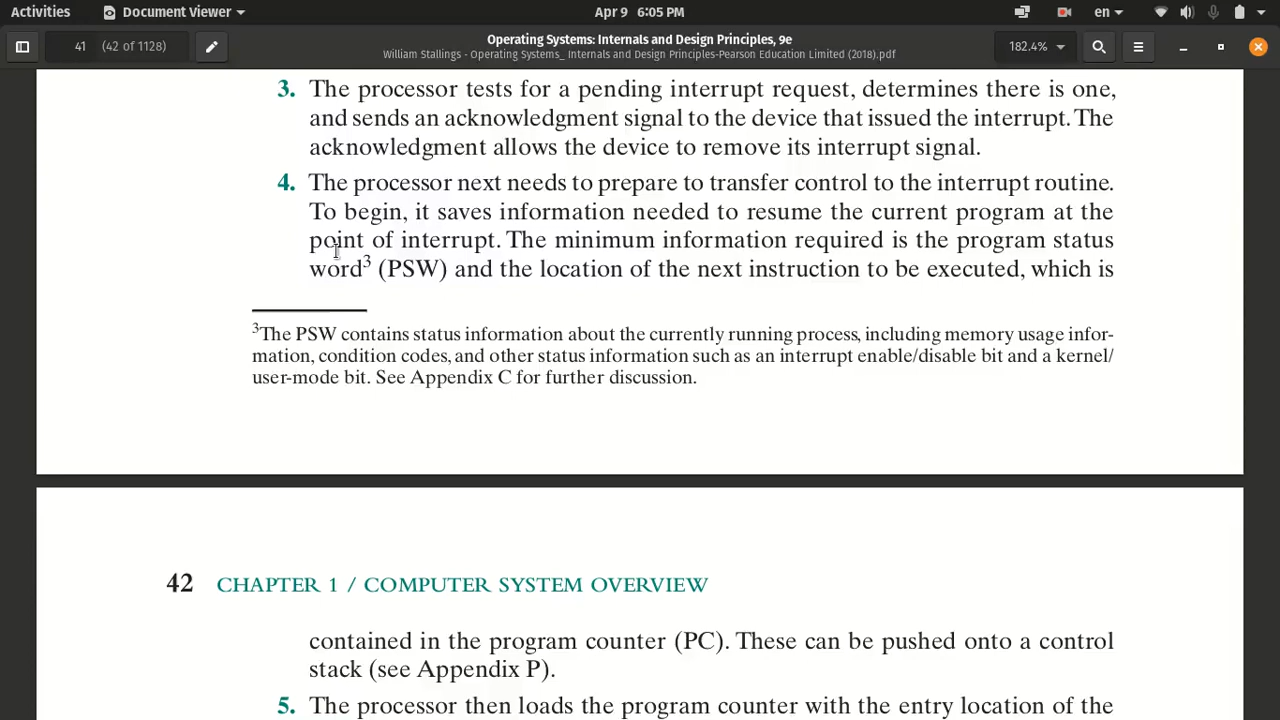 Activities Document Viewer Apr 9 6:05 PM en
41 (42 of 1128) Operating Systems: Internals and Design Principles, 9e 182.4%
William Stallings - Operating Systems_ Internals and Design Principles-Pearson Education Limited (2018).pdf
3. The processor tests for a pending interrupt request, determines there is one,
and sends an acknowledgment signal to the device that issued the interrupt. The
acknowledgment allows the device to remove its interrupt signal.
4. The processor next needs to prepare to transfer control to the interrupt routine.
To begin, it saves information needed to resume the current program at the
point of interrupt. The minimum information required is the program status
word3 (PSW) and the location of the next instruction to be executed, which is
3The PSW contains status information about the currently running process, including memory usage infor-
mation, condition codes, and other status information such as an interrupt enable/disable bit and a kernel/
user-mode bit. See Appendix C for further discussion.
42 CHAPTER 1 / COMPUTER SYSTEM OVERVIEW
contained in the program counter (PC). These can be pushed onto a control
stack (see Appendix P).
5. The processor then loads the program counter with the entry location of the